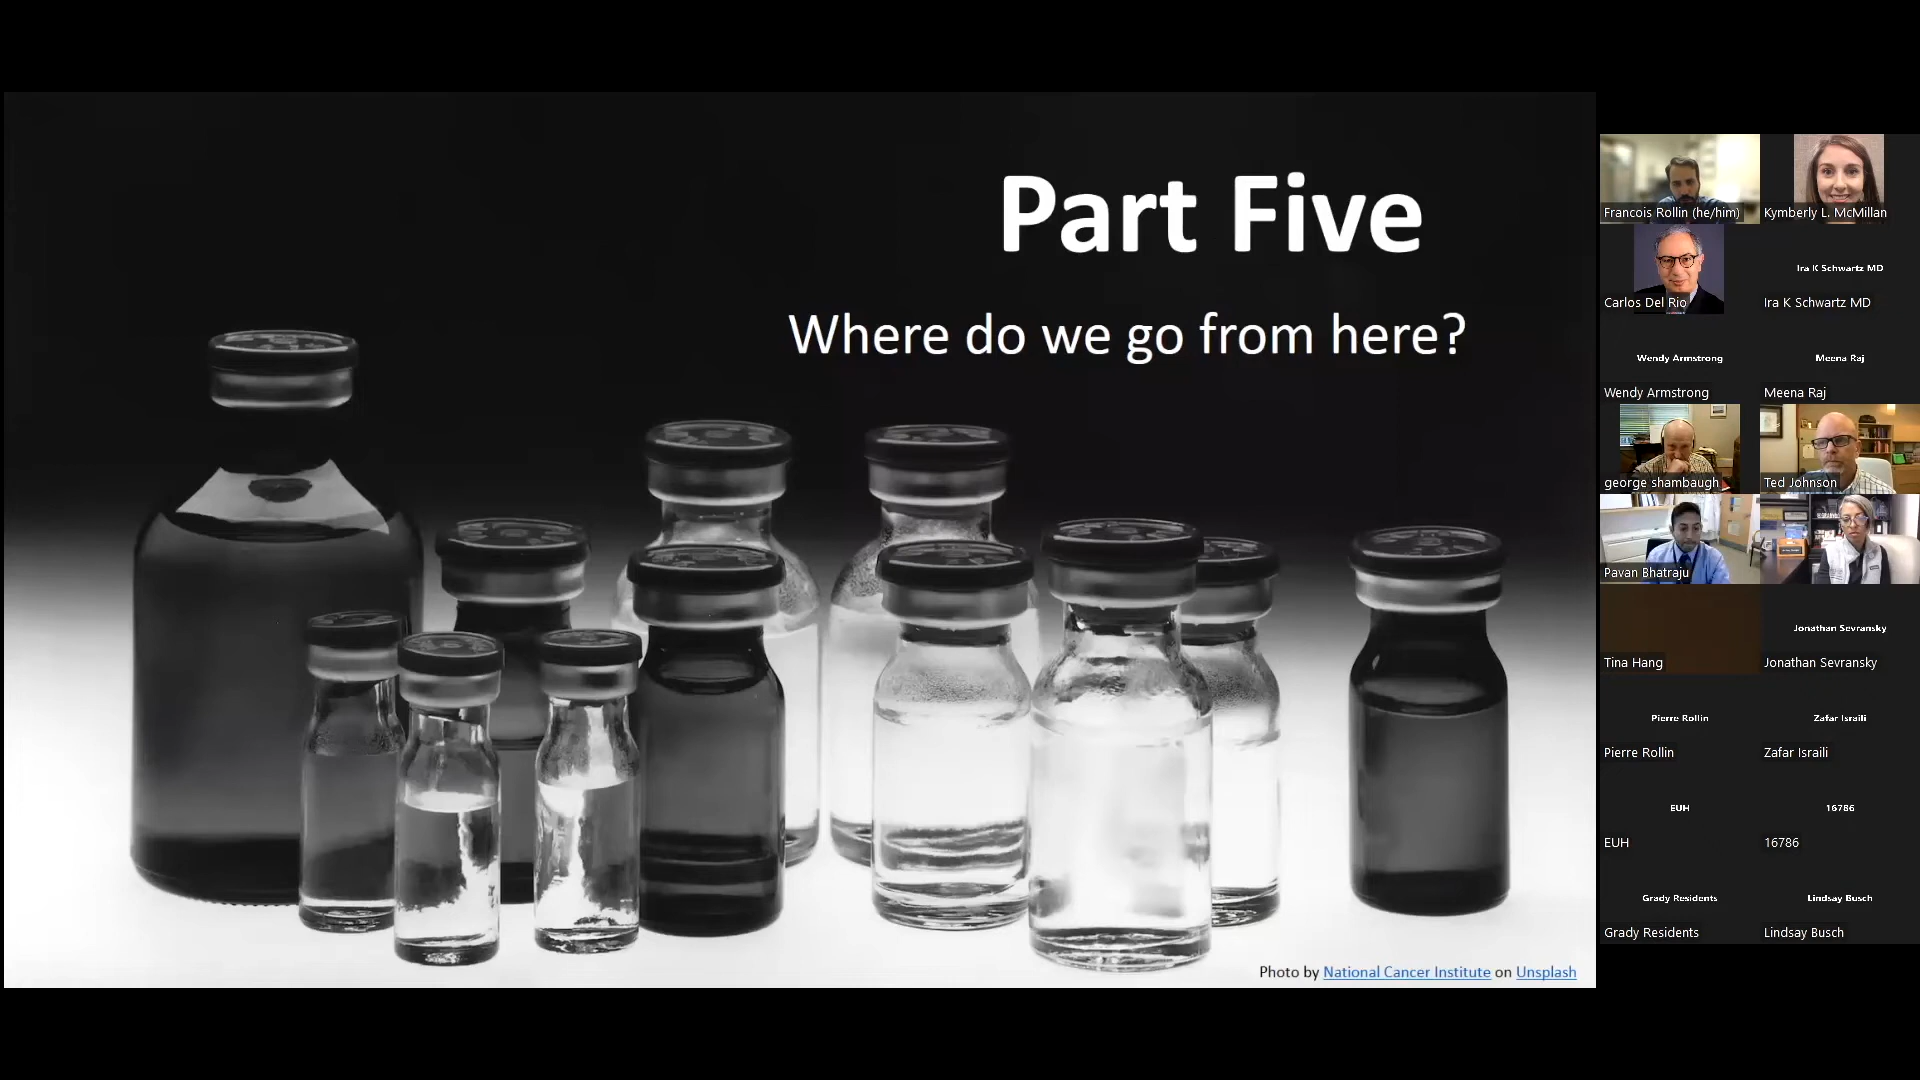 Part Five
Where do we go from here?
Photo by National Cancer Institute on Unsplash
Francois Rollin (he/him)
Kymberly L. McMillan
Carlos Del Rio
Ira K Schwartz MD
Ira K Schwartz MD
Wendy Armstrong
Wendy Armstrong
Meena Raj
Meena Raj
george shambaugh
Ted Johnson
Pavan Bhatraju
Tina Hang
Jonathan Sevransky
Jonathan Sevransky
Pierre Rollin
Pierre Rollin
Zafar Israili
Zafar Israili
EUH
EUH
16786
16786
Grady Residents
Grady Residents
Lindsay Busch
Lindsay Busch